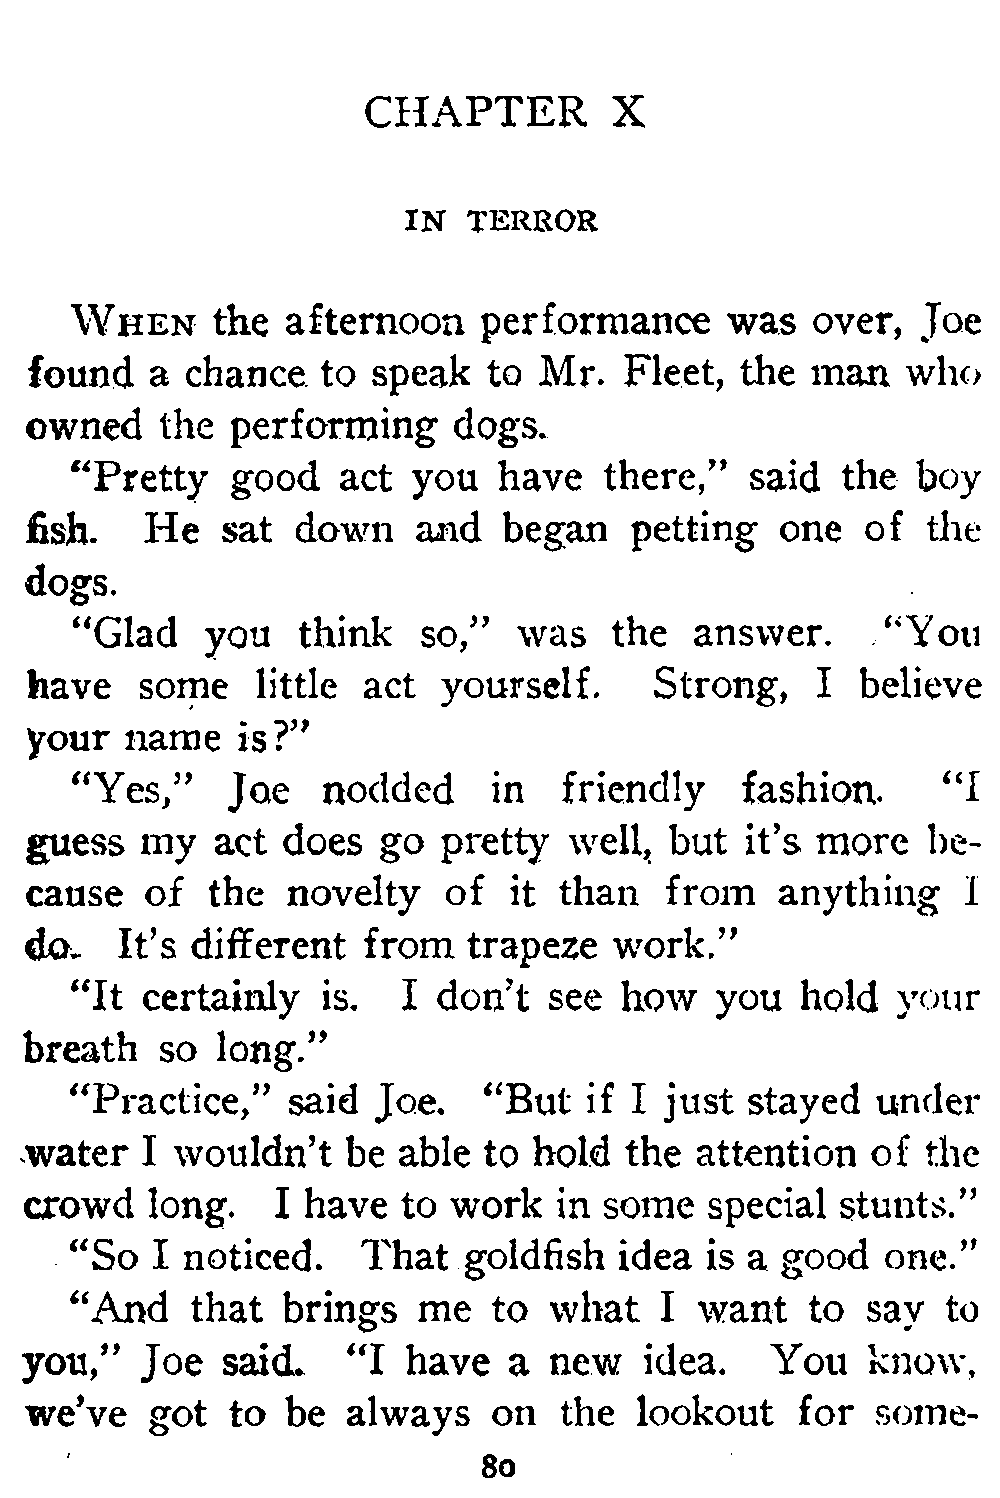 CHAPTER X
IN TERROR
WHEN the afternoon performance was over, Joe
found a chance to speak to Mr. Fleet, the man who
owned the performing dogs.
“Pretty good act you have there,” said the boy
fish. He sat down and began petting one of the
dogs.
“Glad you think so,” was the answer. “You
have some little act yourself. Strong, I believe
your name is?”
“Yes,” Joe nodded in friendly fashion. “I
guess my act does go pretty well, but it’s more be-
cause of the novelty of it than from anything I
do. It’s different from trapeze work.”
“It certainly is. I don’t see how you hold your
breath so long.”
“Practice,” said Joe. “But if I just stayed under
water I wouldn’t be able to hold the attention of the
crowd long. I have to work in some special stunts.”
“So I noticed. That goldfish idea is a good one.”
“And that brings me to what I want to say to
you,” Joe said. “I have a new idea. You know,
we’ve got to be always on the lookout for some-
80